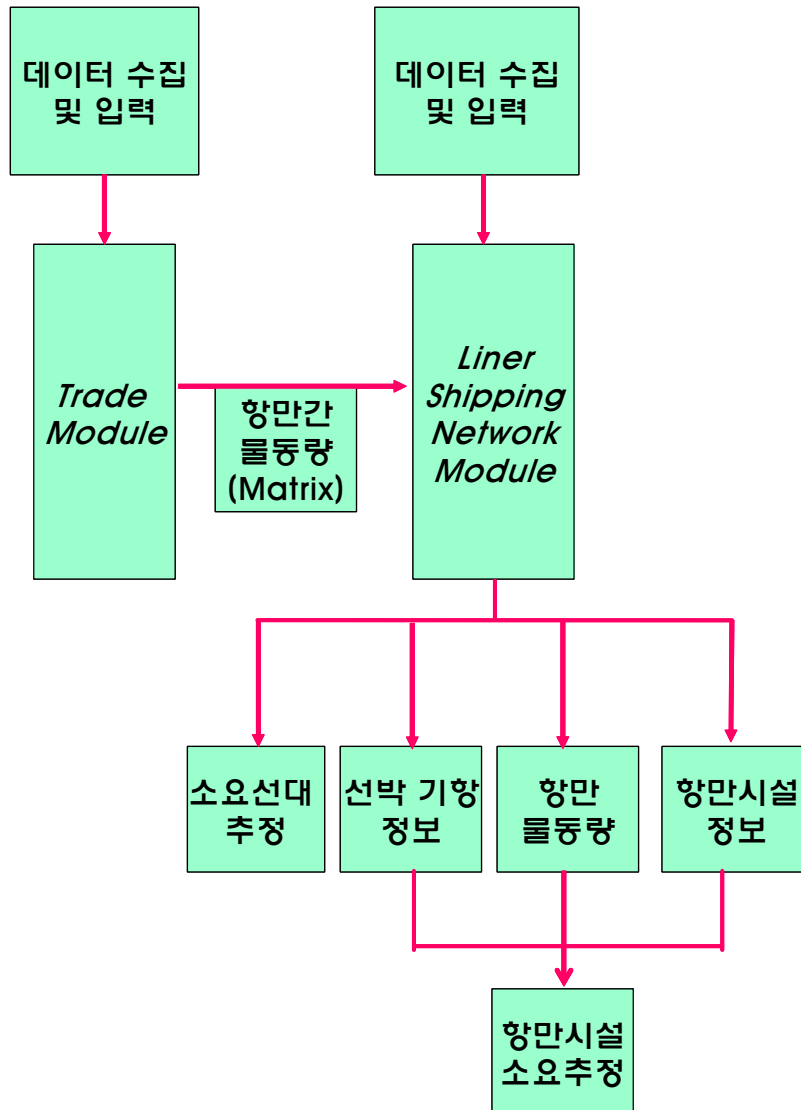 데이터 수집
및 입력
데이터 수집
및 입력
Trade
Module
항만간
물동량
(Matrix)
Liner
Shipping
Network
Module
소요선대
추정
선박 기항
정보
항만
물동량
항만시설
정보
항만시설
소요추정